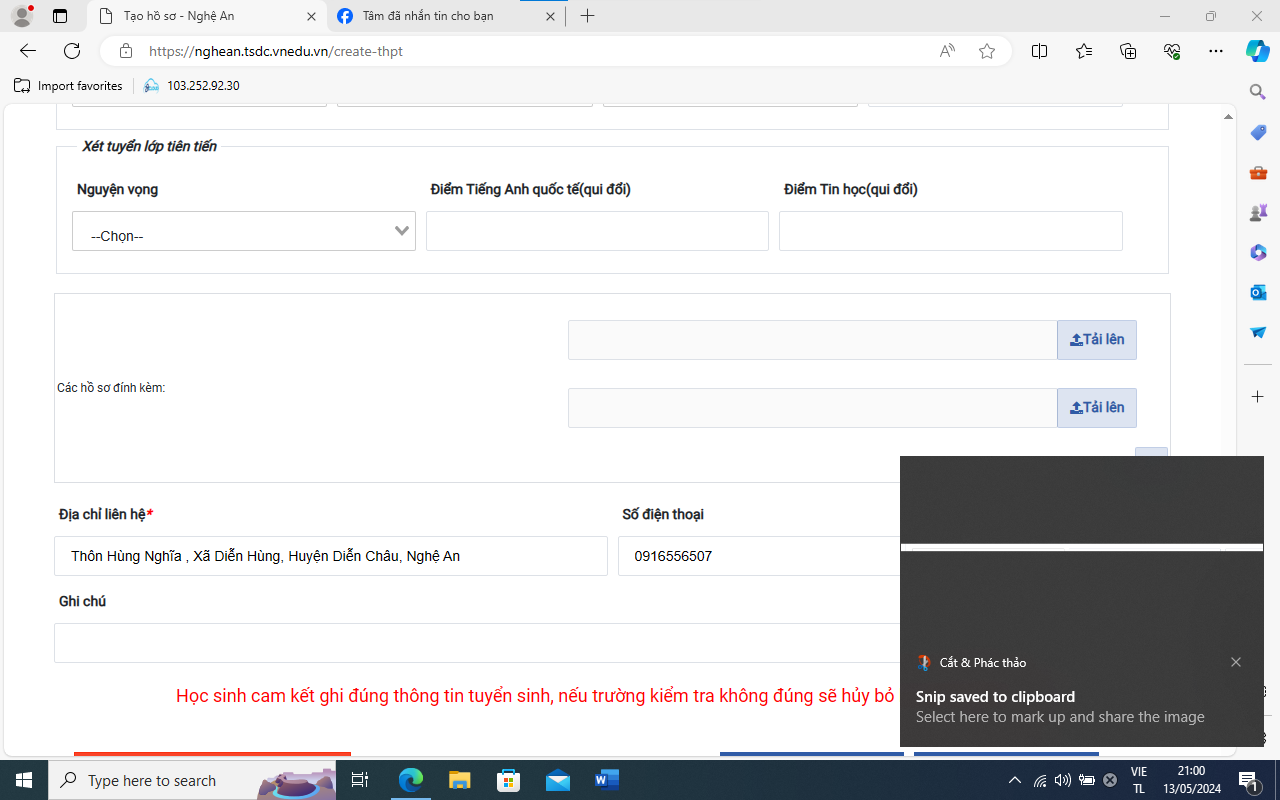 Tạo hồ sơ - Nghệ An
Tâm đã nhắn tin cho bạn
https://nghean.tsdc.vnedu.vn/create-thpt
Import favorites
103.252.92.30
Xét tuyển lớp tiên tiến
Nguyện vọng
Điểm Tiếng Anh quốc tế(qui đổi)
Điểm Tin học(qui đổi)
--Chọn--
Tải lên
Các hồ sơ đính kèm:
Tải lên
Địa chỉ liên hệ*
Số điện thoại
Thôn Hùng Nghĩa , Xã Diễn Hùng, Huyện Diễn Châu, Nghệ An
0916556507
Ghi chú
Học sinh cam kết ghi đúng thông tin tuyển sinh, nếu trường kiểm tra không đúng sẽ hủy bỏ
Cắt & Phác thảo
Snip saved to clipboard
Select here to mark up and share the image
Type here to search
VIE
TL
21:00
13/05/2024
1